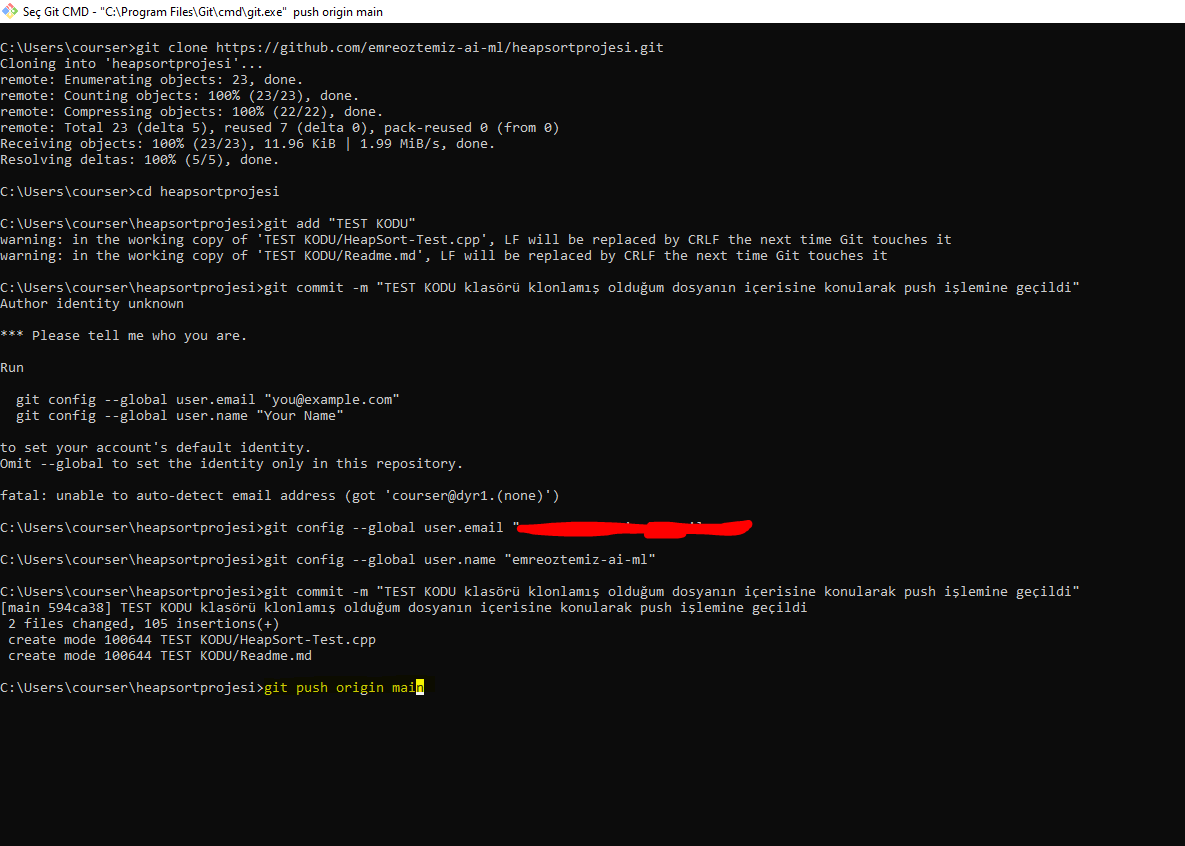 Seç Git CMD - "C:\Program Files\Git\cmd\git.exe" push origin main
C:\Users\courser>git clone https://github.com/emreoztemiz-ai-ml/heapsortprojesi.git
Cloning into 'heapsortprojesi'...
remote: Enumerating objects: 23, done.
remote: Counting objects: 100% (23/23), done.
remote: Compressing objects: 100% (22/22), done.
remote: Total 23 (delta 5), reused 7 (delta 0), pack-reused 0 (from 0)
Receiving objects: 100% (23/23), 11.96 KiB | 1.99 MiB/s, done.
Resolving deltas: 100% (5/5), done.
C:\Users\courser>cd heapsortprojesi
C:\Users\courser\heapsortprojesi>git add "TEST KODU"
warning: in the working copy of 'TEST KODU/HeapSort-Test.cpp', LF will be replaced by CRLF the next time Git touches it
warning: in the working copy of 'TEST KODU/Readme.md', LF will be replaced by CRLF the next time Git touches it
C:\Users\courser\heapsortprojesi>git commit -m "TEST KODU klasörü klonlamış olduğum dosyanın içerisine konularak push işlemine geçildi"
Author identity unknown
*** Please tell me who you are.
Run
git config --global user.email "you@example.com"
git config --global user.name "Your Name"
to set your account's default identity.
Omit --global to set the identity only in this repository.
fatal: unable to auto-detect email address (got 'courser@dyr1.(none)')
C:\Users\courser\heapsortprojesi>git config --global user.email "
C:\Users\courser\heapsortprojesi>git config --global user.name "emreoztemiz-ai-ml"
C:\Users\courser\heapsortprojesi>git commit -m "TEST KODU klasörü klonlamış olduğum dosyanın içerisine konularak push işlemine geçildi"
[main 594ca38] TEST KODU klasörü klonlamış olduğum dosyanın içerisine konularak push işlemine geçildi
2 files changed, 105 insertions(+)
create mode 100644 TEST KODU/HeapSort-Test.cpp
create mode 100644 TEST KODU/Readme.md
C:\Users\courser\heapsortprojesi>git push origin main